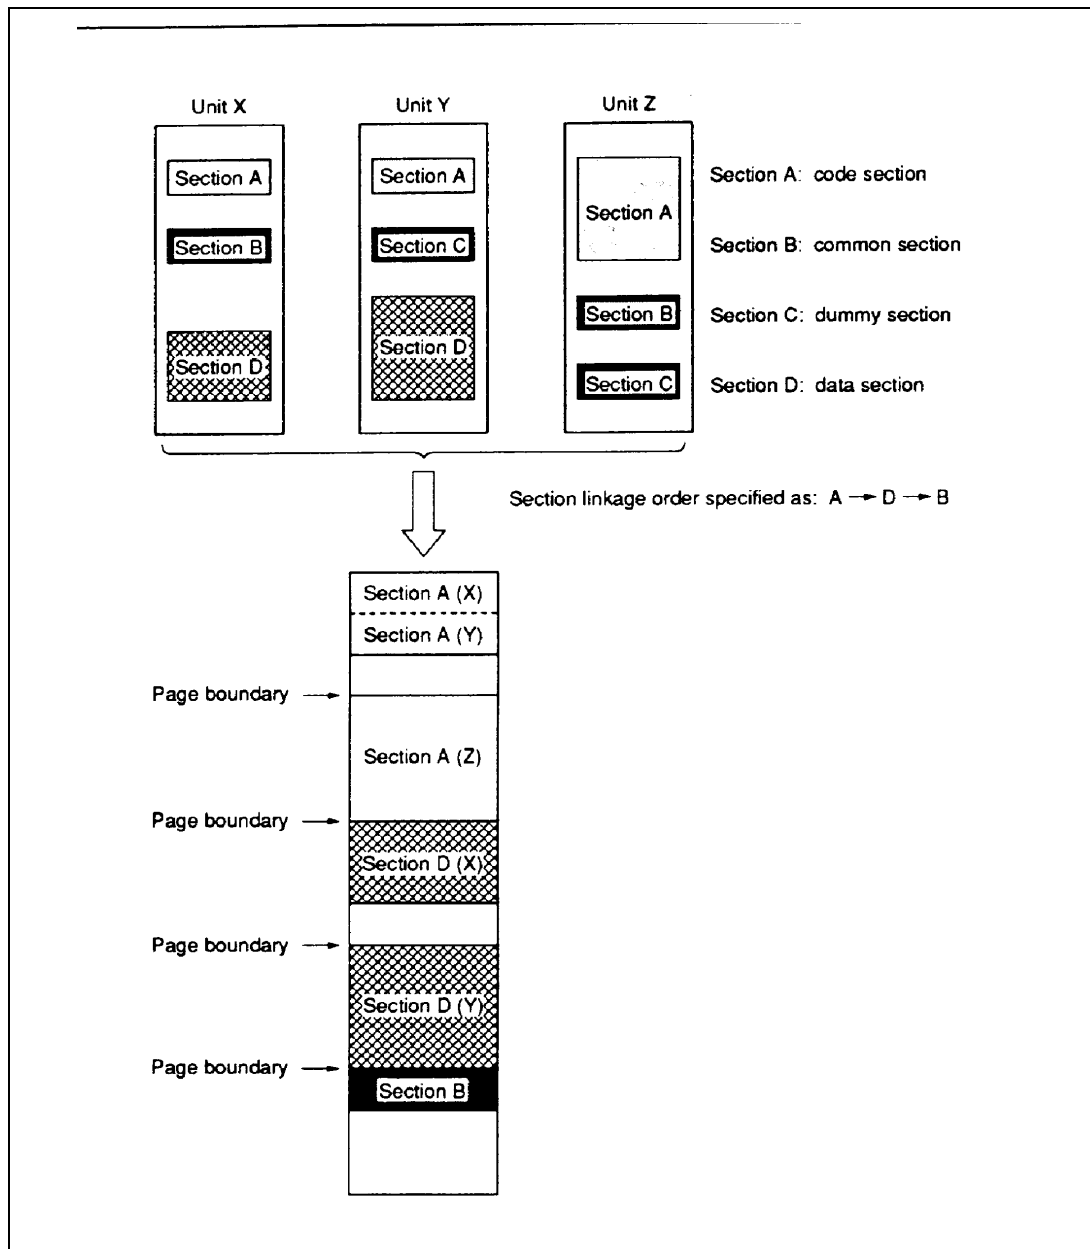 Unit X
Unit Y
Unit Z
Section A
Section B
Section D
Section A
Section C
Section D
Section A
Section B
Section C
Section A: code section
Section B: common section
Section C: dummy section
Section D: data section
Section linkage order specified as: A → D → B
Section A (X)
Section A (Y)
Page boundary
Section A (Z)
Page boundary
Section D (X)
Page boundary
Section D (Y)
Page boundary
Section B